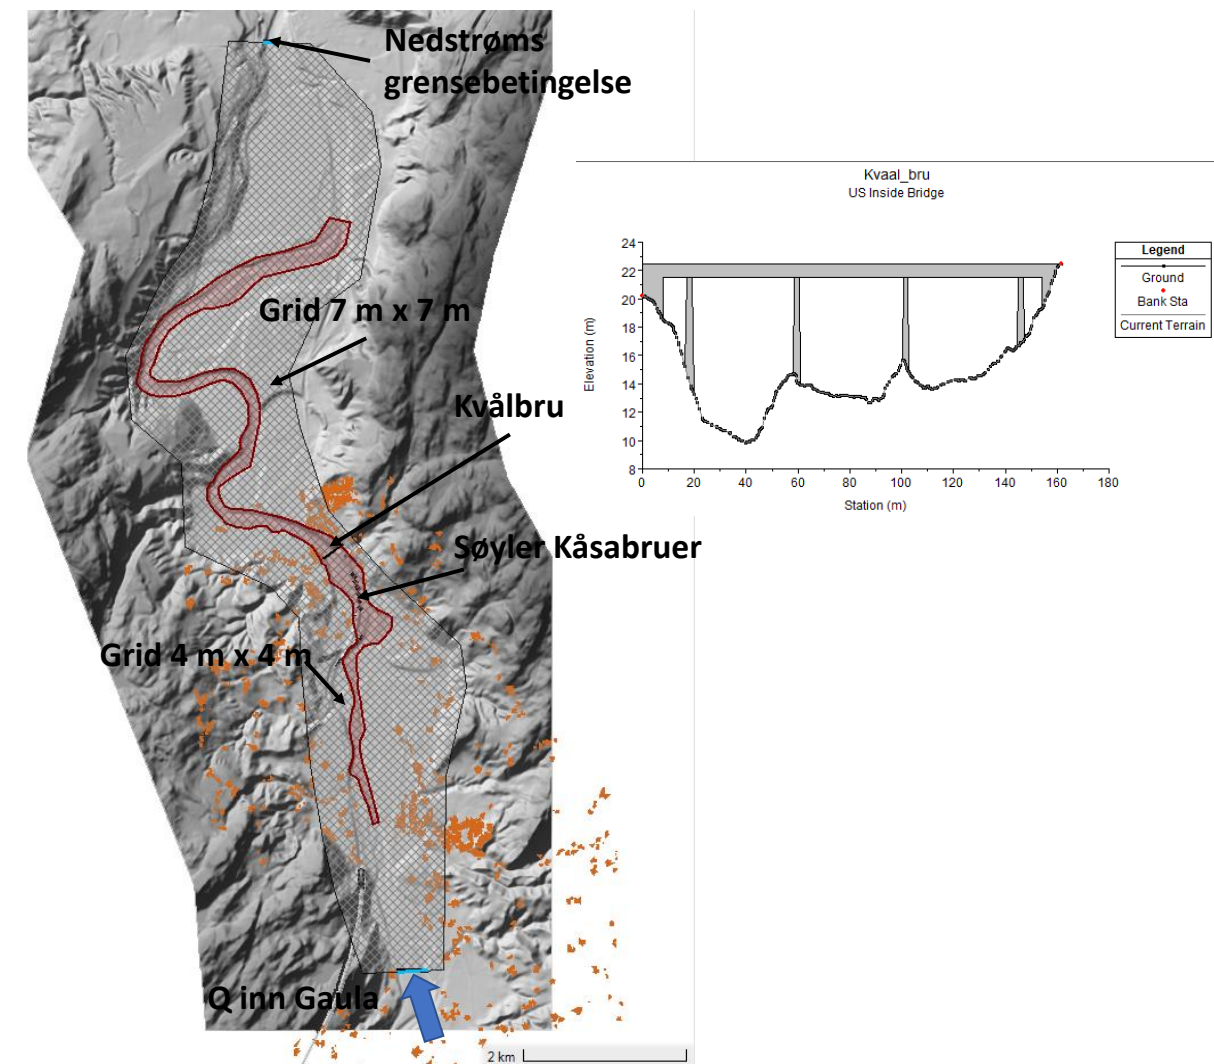 Nedstrøms
grensebetingelse
Grid 7 m x 7 m
Kvålbru
Søyler Kåsabruer
Grid 4 m x 4 m
Q inn Gaula
2 km
Kvaal_bru
US Inside Bridge
Legend
Ground
Bank Sta
Current Terrain
Elevation (m)
24
22
20
18
16
14
12
10
8
0 20 40 60 80 100 120 140 160 180
Station (m)